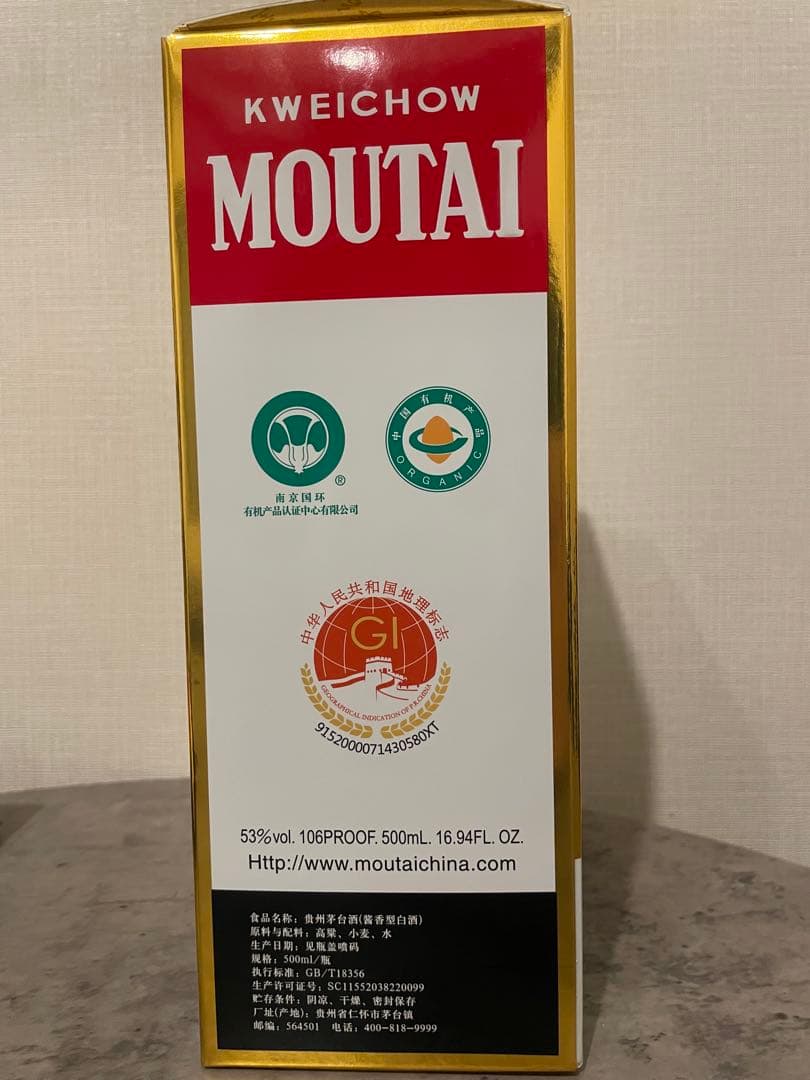 KWEICHOW
MOUTAI
®
南京国环
有机产品认证中心有限公司
中国有机产品
ORGANIC
中华人民共和国地理标志
GI
GEOGRAPHICAL INDICATION OF P.R.CHINA
9152000071430580XT
53%vol. 106PROOF. 500mL. 16.94FL. OZ.
Http://www.moutaichina.com
食品名称：贵州茅台酒(酱香型白酒)
原料与配料：高粱、小麦、水
生产日期：见瓶盖喷码
规格：500ml/瓶
执行标准：GB/T18356
生产许可证号：SC11552038220099
贮存条件：阴凉、干燥、密封保存
厂址(产地)：贵州省仁怀市茅台镇
邮编：564501 电话：400-818-9999